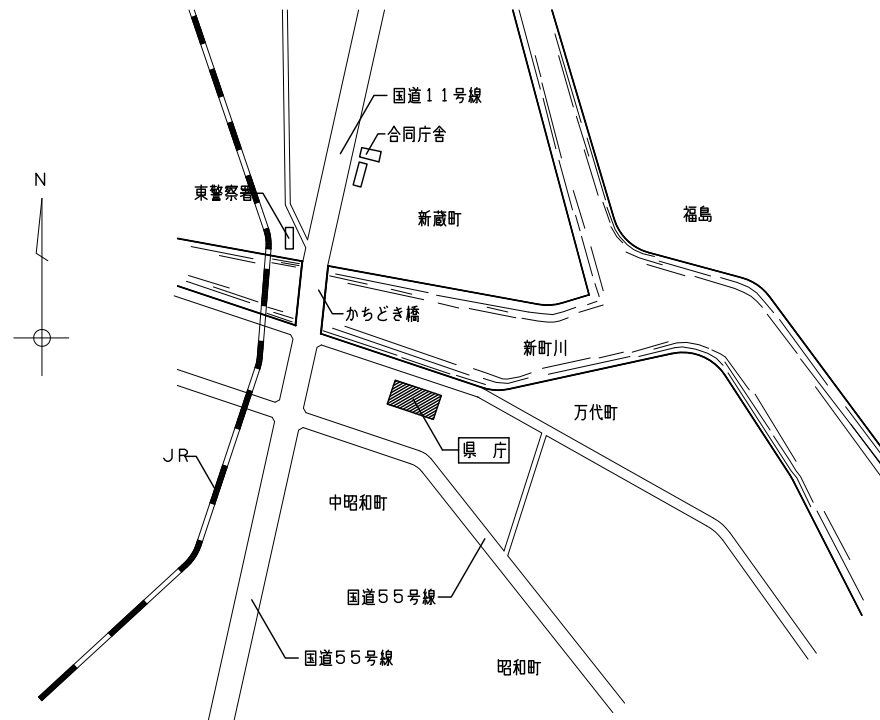 国道１１号線
合同庁舎
N
東警察署
新蔵町
福島
かちどき橋
新町川
万代町
県　庁
ＪＲ
中昭和町
国道５５号線
国道５５号線
昭和町